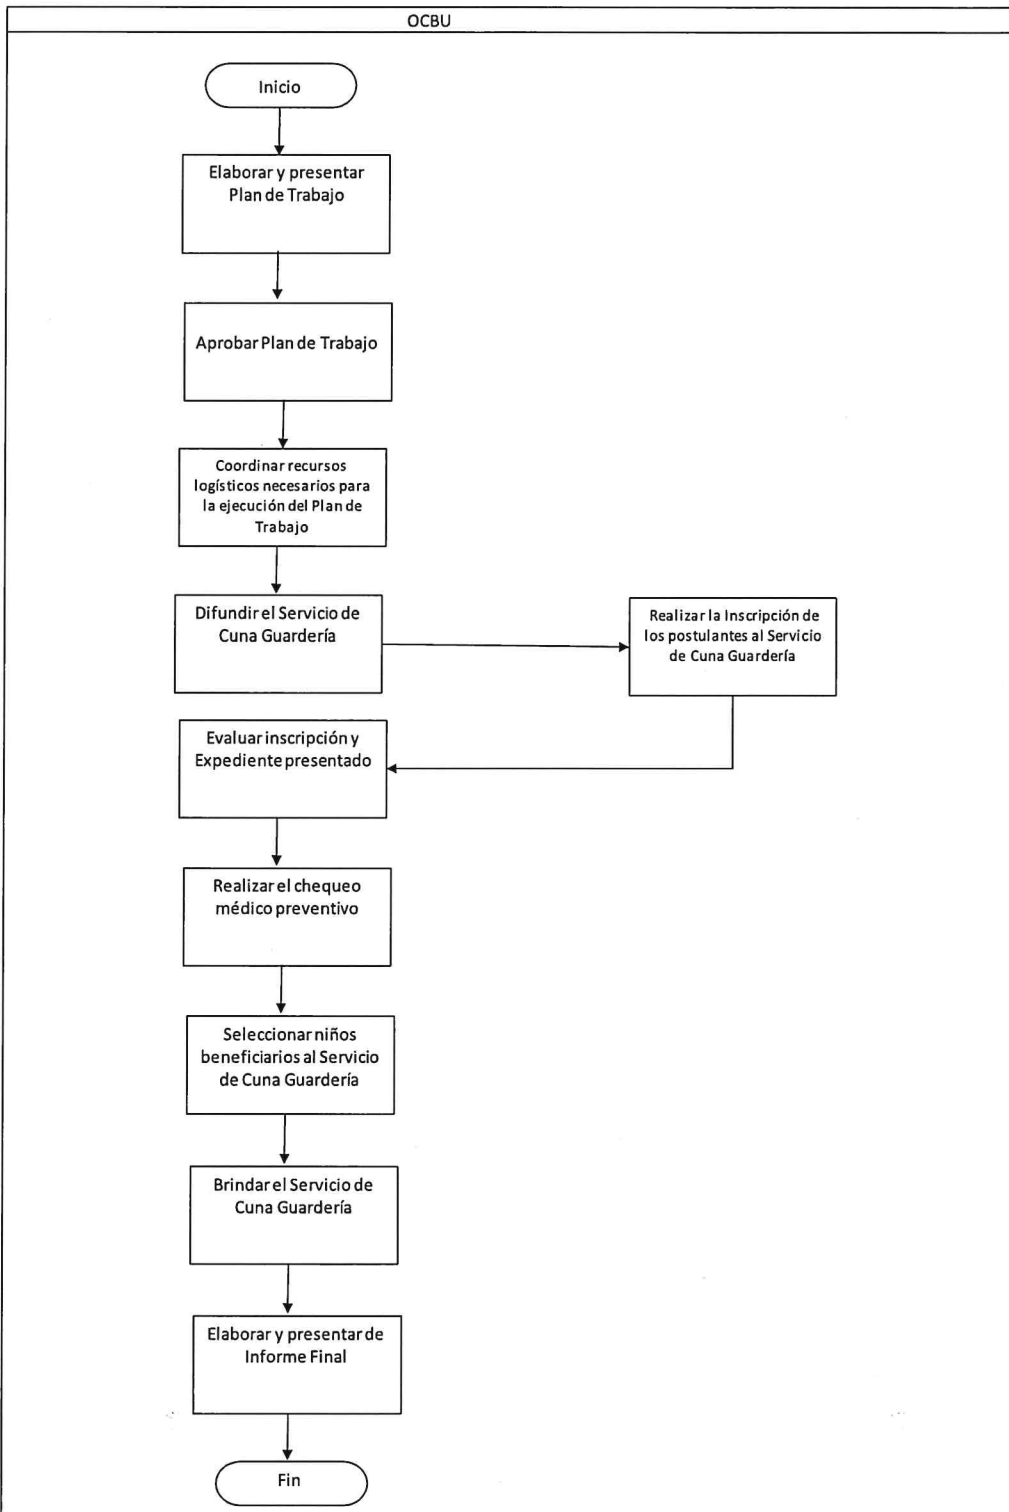 OCBU
Inicio
Elaborar y presentar
Plan de Trabajo
Aprobar Plan de Trabajo
Coordinar recursos
logísticos necesarios para
la ejecución del Plan de
Trabajo
Difundir el Servicio de
Cuna Guardería
Realizar la Inscripción de
los postulantes al Servicio
de Cuna Guardería
Evaluar inscripción y
Expediente presentado
Realizar el chequeo
médico preventivo
Seleccionar niños
beneficiarios al Servicio
de Cuna Guardería
Brindar el Servicio de
Cuna Guardería
Elaborar y presentar de
Informe Final
Fin